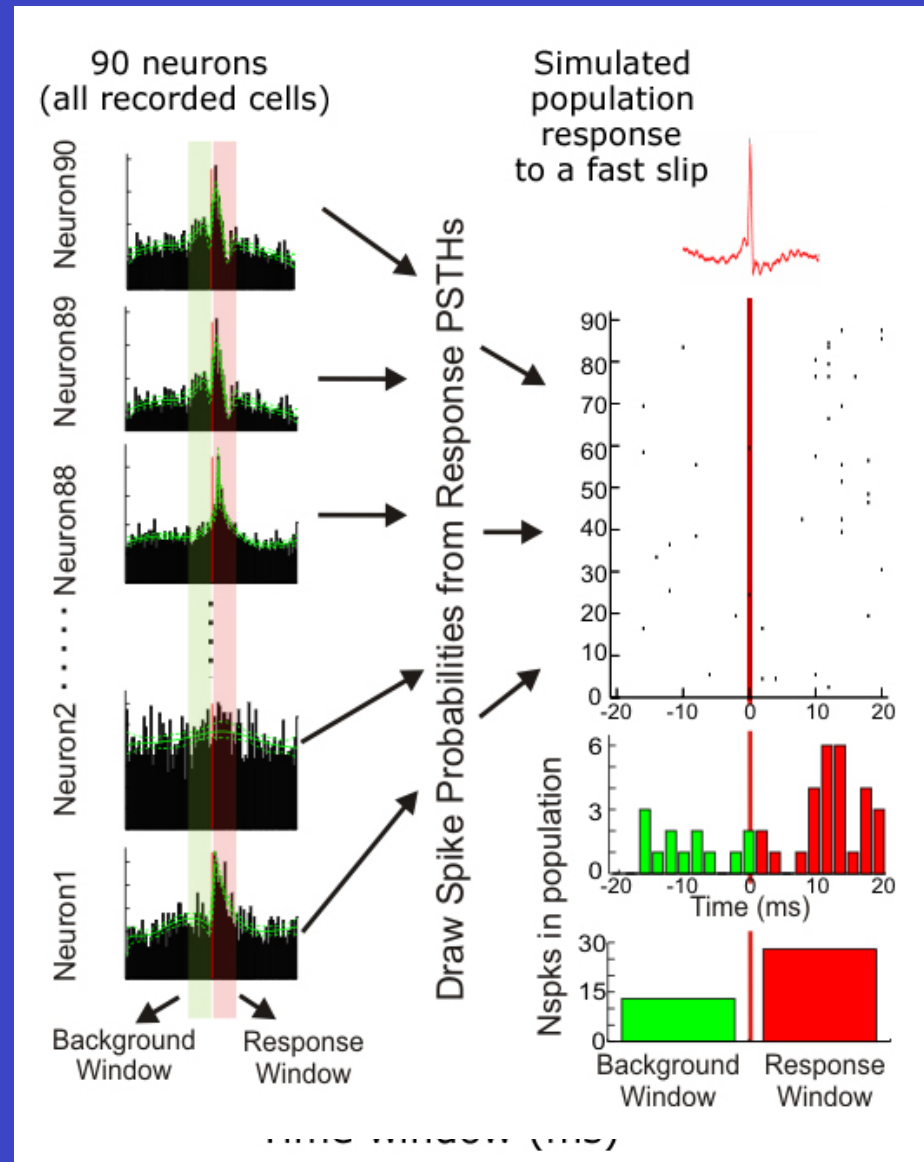 90 neurons
(all recorded cells)
Simulated
population
response
to a fast slip
Neuron90
Neuron89
Neuron88
Neuron2 . . . . .
Neuron1
Background
Window
Response
Window
Draw Spike Probabilities from Response PSTHs
90
80
70
60
50
40
30
20
10
0
-20 -10 0 10 20
6
3
0
-20 -10 0 10 20
Time (ms)
Nspks in population
30
15
0
Background
Window
Response
Window
Time window (ms)